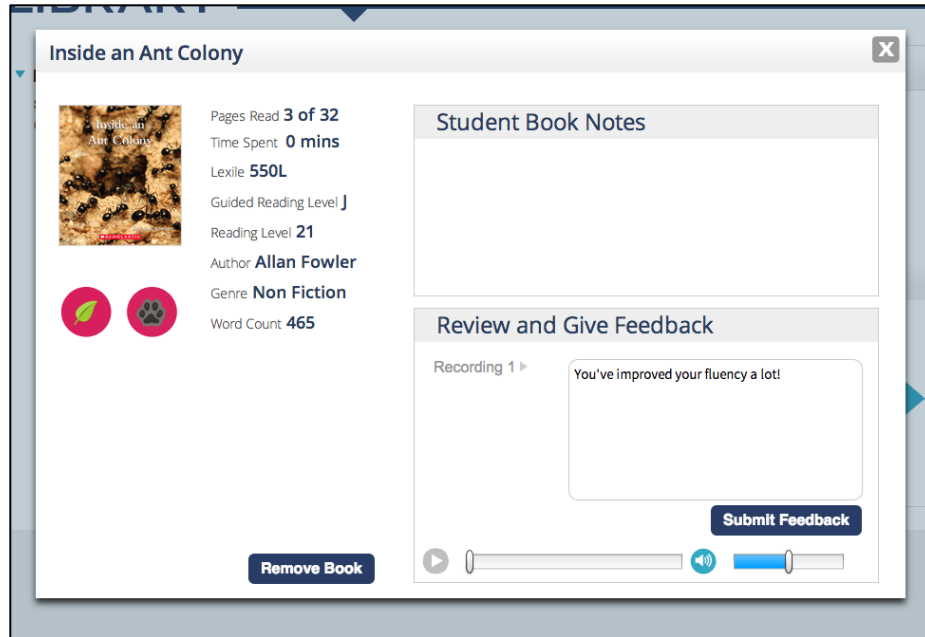 LIBRARY
Inside an Ant Colony
X
Inside an
Ant Colony
SCHOLASTIC
Pages Read 3 of 32
Time Spent 0 mins
Lexile 550L
Guided Reading Level J
Reading Level 21
Author Allan Fowler
Genre Non Fiction
Word Count 465
Remove Book
Student Book Notes
Review and Give Feedback
Recording 1
You've improved your fluency a lot!
Submit Feedback